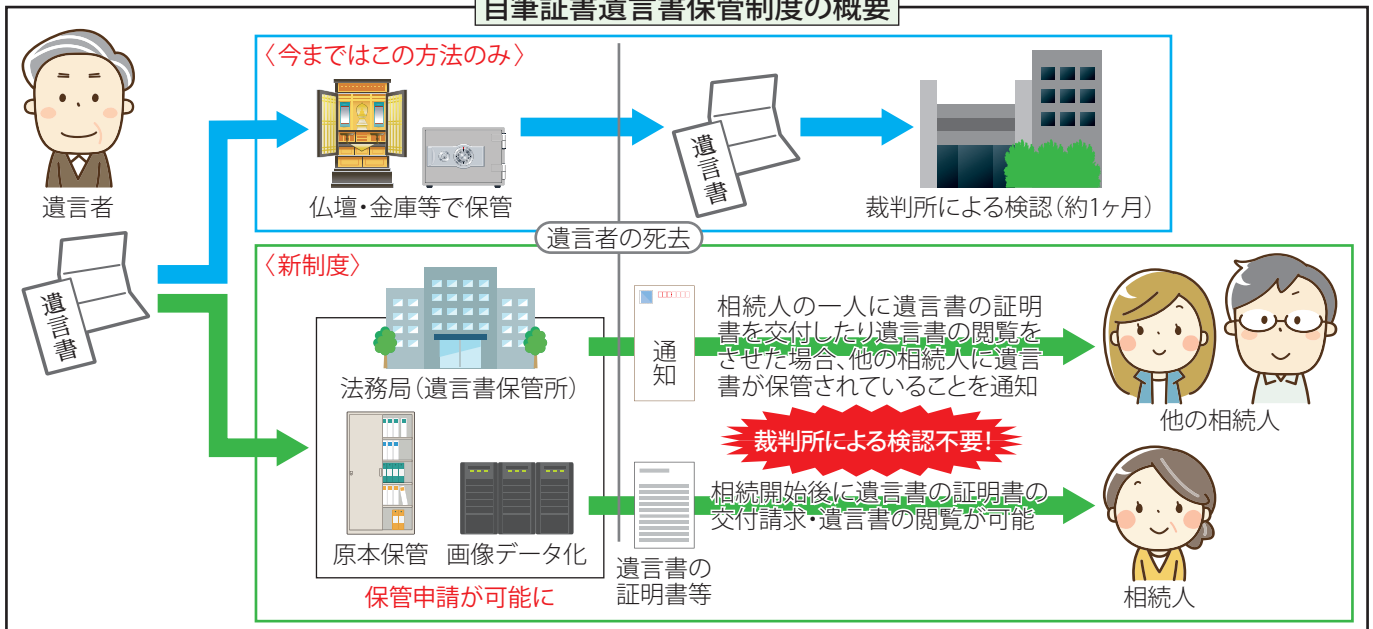 自筆証書遺言書保管制度の概要
〈今まではこの方法のみ〉
遺言者
遺言書
仏壇・金庫等で保管
遺言書
裁判所による検認（約1ヶ月）
遺言者の死去
〈新制度〉
法務局（遺言書保管所）
原本保管
画像データ化
保管申請が可能に
通知
相続人の一人に遺言書の証明
書を交付したり遺言書の閲覧を
させた場合、他の相続人に遺言
書が保管されていることを通知
他の相続人
裁判所による検認不要！
相続開始後に遺言書の証明書の
交付請求・遺言書の閲覧が可能
遺言書の
証明書等
相続人